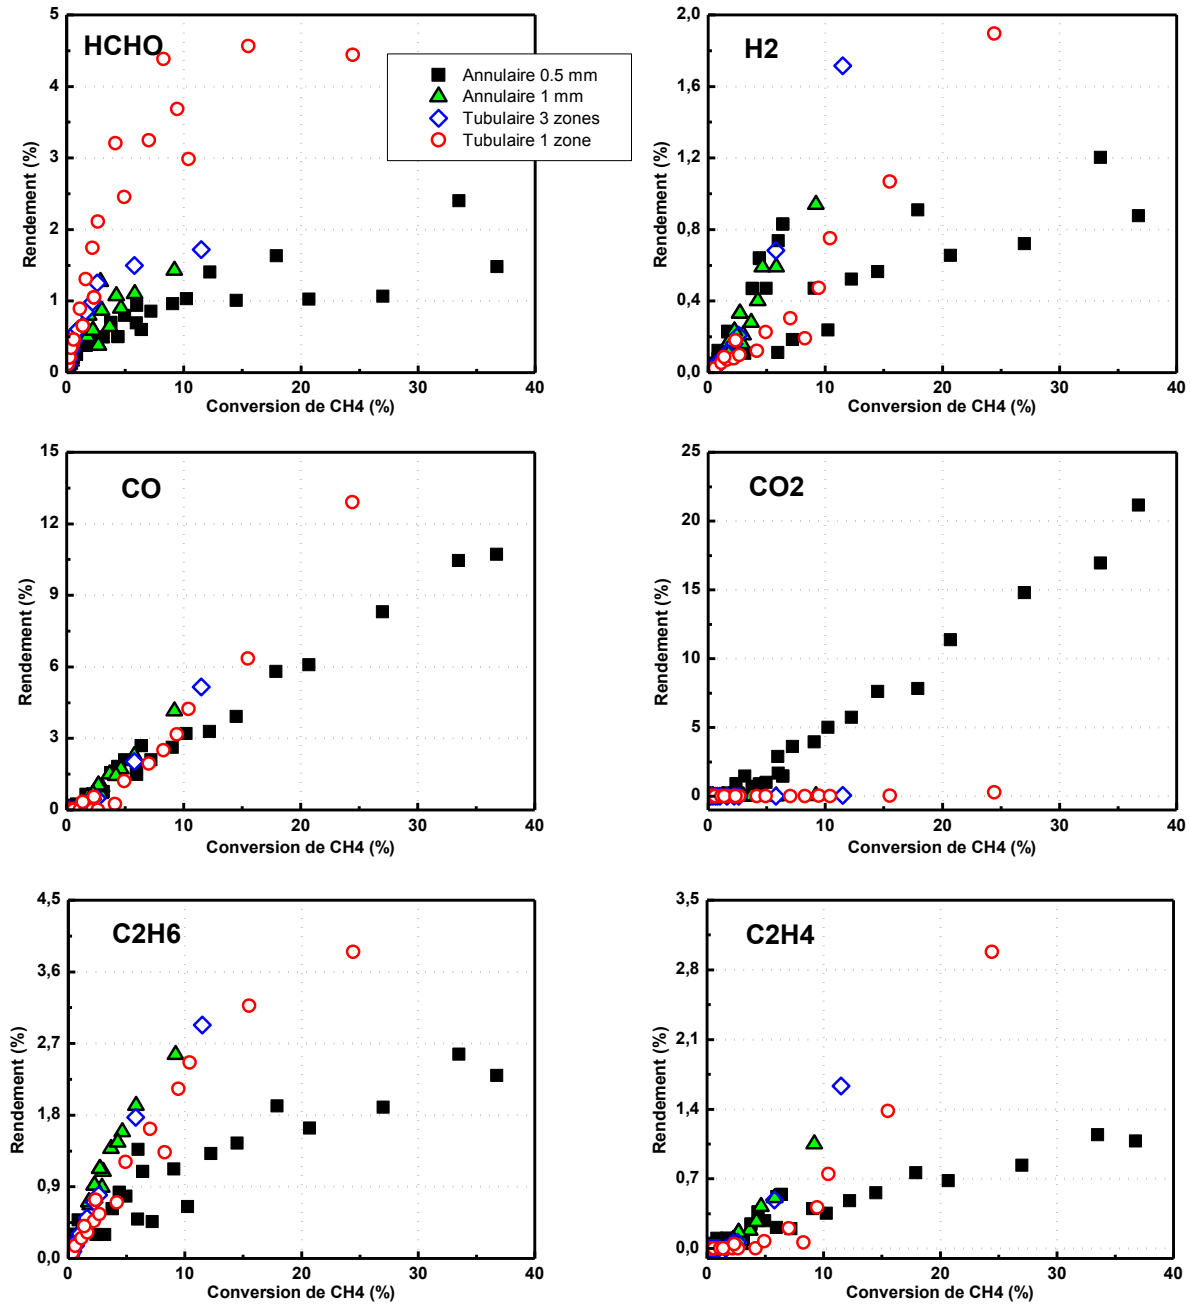 HCHO
Rendement (%)
5
4
3
2
1
0
0 10 20 30 40
Conversion de CH4 (%)
Annulaire 0.5 mm
Annulaire 1 mm
Tubulaire 3 zones
Tubulaire 1 zone
H2
Rendement (%)
2,0
1,6
1,2
0,8
0,4
0,0
0 10 20 30 40
Conversion de CH4 (%)
CO
Rendement (%)
15
12
9
6
3
0
0 10 20 30 40
Conversion de CH4 (%)
CO2
Rendement (%)
25
20
15
10
5
0
0 10 20 30 40
Conversion de CH4 (%)
C2H6
Rendement (%)
4,5
3,6
2,7
1,8
0,9
0,0
0 10 20 30 40
Conversion de CH4 (%)
C2H4
Rendement (%)
3,5
2,8
2,1
1,4
0,7
0,0
0 10 20 30 40
Conversion de CH4 (%)